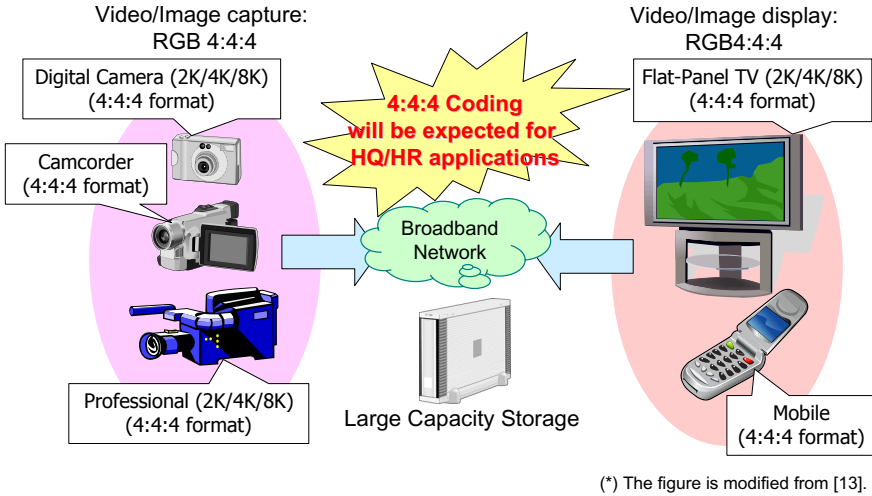 Video/Image capture:
RGB 4:4:4
Digital Camera (2K/4K/8K)
(4:4:4 format)
Camcorder
(4:4:4 format)
Professional (2K/4K/8K)
(4:4:4 format)
4:4:4 Coding
will be expected for
HQ/HR applications
Broadband
Network
Large Capacity Storage
Video/Image display:
RGB4:4:4
Flat-Panel TV (2K/4K/8K)
(4:4:4 format)
Mobile
(4:4:4 format)
(*) The figure is modified from [13].